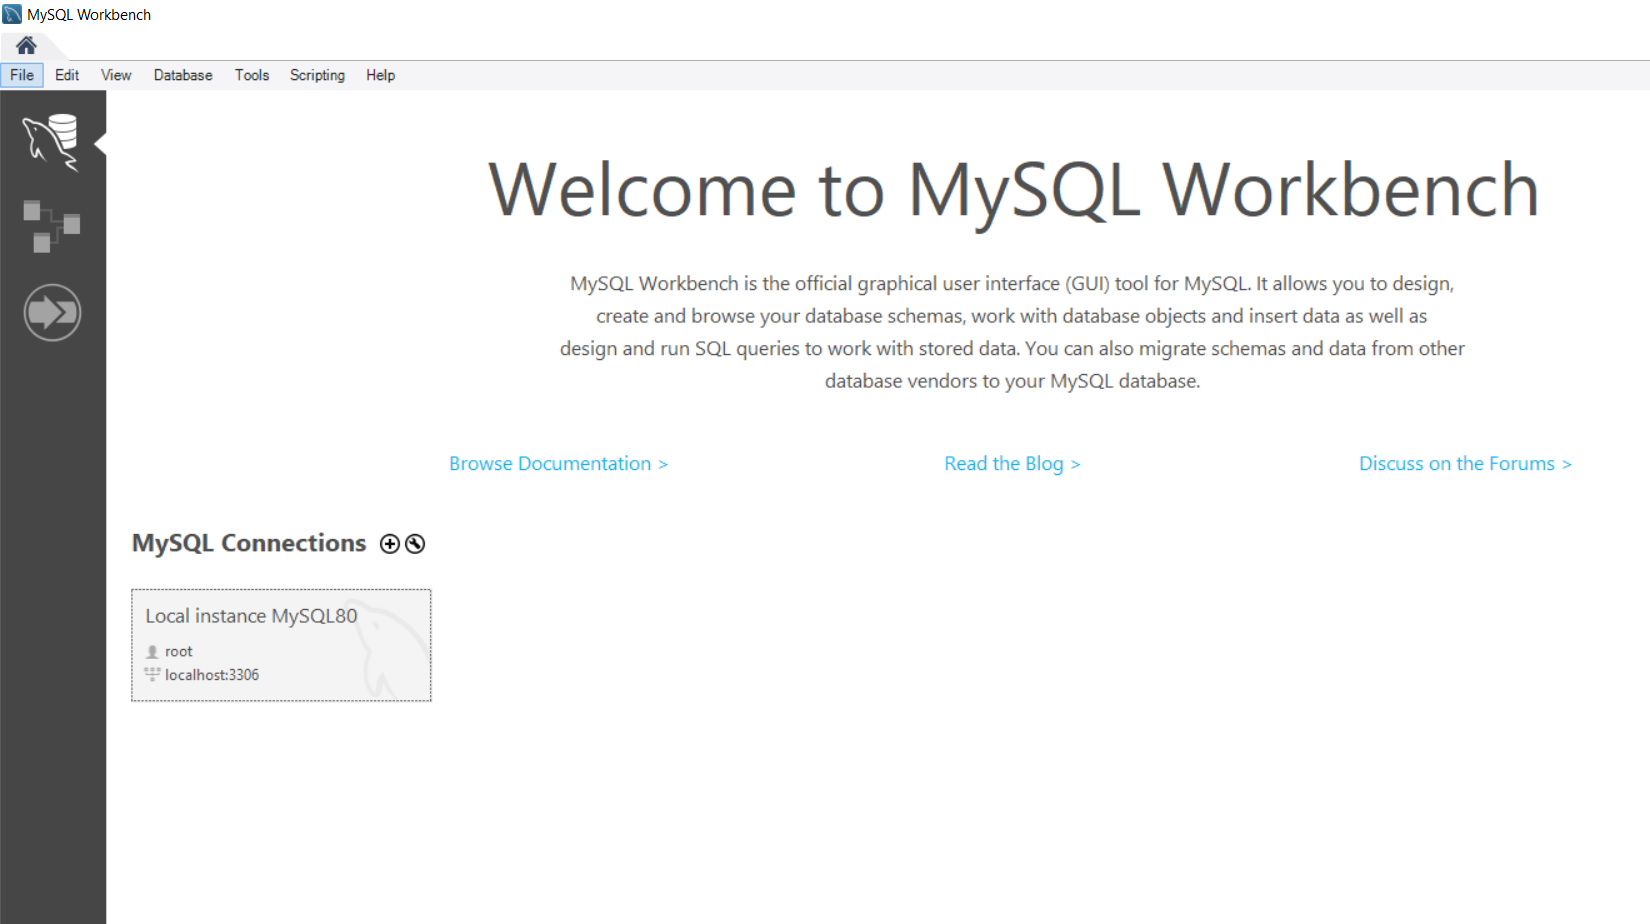 MySQL Workbench
File Edit View Database Tools Scripting Help
Welcome to MySQL Workbench
MySQL Workbench is the official graphical user interface (GUI) tool for MySQL. It allows you to design,
create and browse your database schemas, work with database objects and insert data as well as
design and run SQL queries to work with stored data. You can also migrate schemas and data from other
database vendors to your MySQL database.
Browse Documentation > Read the Blog > Discuss on the Forums >
MySQL Connections
Local instance MySQL80
root
localhost:3306